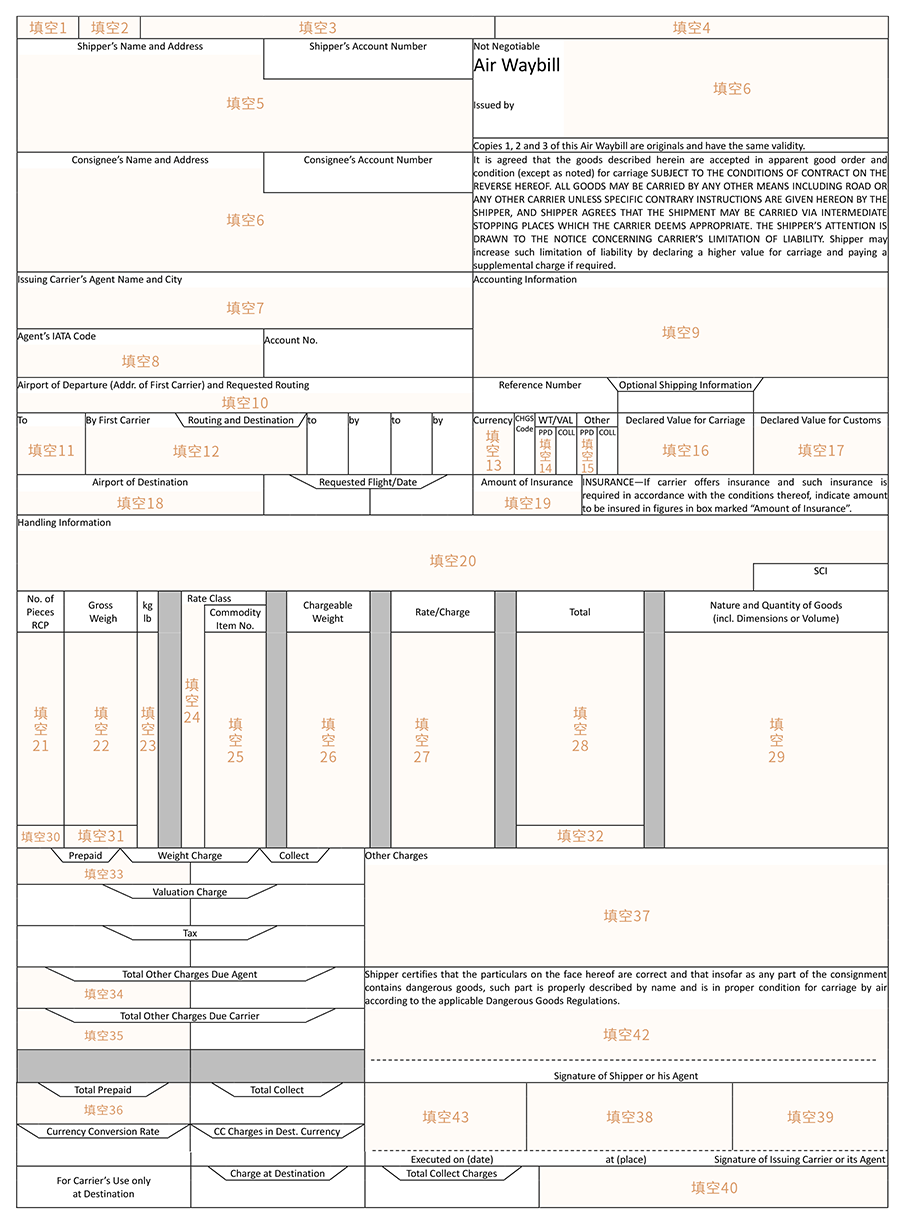 填空1 填空2 填空3 填空4
Shipper's Name and Address
Shipper's Account Number
填空5
Not Negotiable
Air Waybill
Issued by
填空6
Copies 1, 2 and 3 of this Air Waybill are originals and have the same validity.
Consignee's Name and Address
Consignee's Account Number
填空6
It is agreed that the goods described herein are accepted in apparent good order and
condition (except as noted) for carriage SUBJECT TO THE CONDITIONS OF CONTRACT ON THE
REVERSE HEREOF. ALL GOODS MAY BE CARRIED BY ANY OTHER MEANS INCLUDING ROAD OR
ANY OTHER CARRIER UNLESS SPECIFIC CONTRARY INSTRUCTIONS ARE GIVEN HEREON BY THE
SHIPPER, AND SHIPPER AGREES THAT THE SHIPMENT MAY BE CARRIED VIA INTERMEDIATE
STOPPING PLACES WHICH THE CARRIER DEEMS APPROPRIATE. THE SHIPPER'S ATTENTION IS
DRAWN TO THE NOTICE CONCERNING CARRIER'S LIMITATION OF LIABILITY. Shipper may
increase such limitation of liability by declaring a higher value for carriage and paying a
supplemental charge if required.
Issuing Carrier's Agent Name and City
填空7
Accounting Information
填空9
Agent's IATA Code
填空8
Account No.
Airport of Departure (Addr. of First Carrier) and Requested Routing
填空10
Reference Number
Optional Shipping Information
To
填空11
By First Carrier
Routing and Destination
填空12
to
by
to
by
Currency
填
空
13
CHGS
Code
WT/VAL
PPD COLL
填
空
14
Other
PPD COLL
填
空
15
Declared Value for Carriage
填空16
Declared Value for Customs
填空17
Airport of Destination
填空18
Requested Flight/Date
Amount of Insurance
填空19
INSURANCE—If carrier offers insurance and such insurance is
required in accordance with the conditions thereof, indicate amount
to be insured in figures in box marked “Amount of Insurance”.
Handling Information
填空20
SCI
No. of
Pieces
RCP
Gross
Weigh
kg
lb
Rate Class
Commodity
Item No.
Chargeable
Weight
Rate/Charge
Total
Nature and Quantity of Goods
(incl. Dimensions or Volume)
填
空
21
填
空
22
填
空
23
填
空
24
填
空
25
填
空
26
填
空
27
填
空
28
填
空
29
填空30
填空31
填空32
Prepaid
Weight Charge
Collect
填空33
Other Charges
填空37
Valuation Charge
Tax
Total Other Charges Due Agent
填空34
Shipper certifies that the particulars on the face hereof are correct and that insofar as any part of the consignment
contains dangerous goods, such part is properly described by name and is in proper condition for carriage by air
according to the applicable Dangerous Goods Regulations.
Total Other Charges Due Carrier
填空35
填空42
Signature of Shipper or his Agent
Total Prepaid
Total Collect
填空36
填空43
填空38
填空39
Currency Conversion Rate
CC Charges in Dest. Currency
Executed on (date)
at (place)
Signature of Issuing Carrier or its Agent
For Carrier's Use only
at Destination
Charge at Destination
Total Collect Charges
填空40